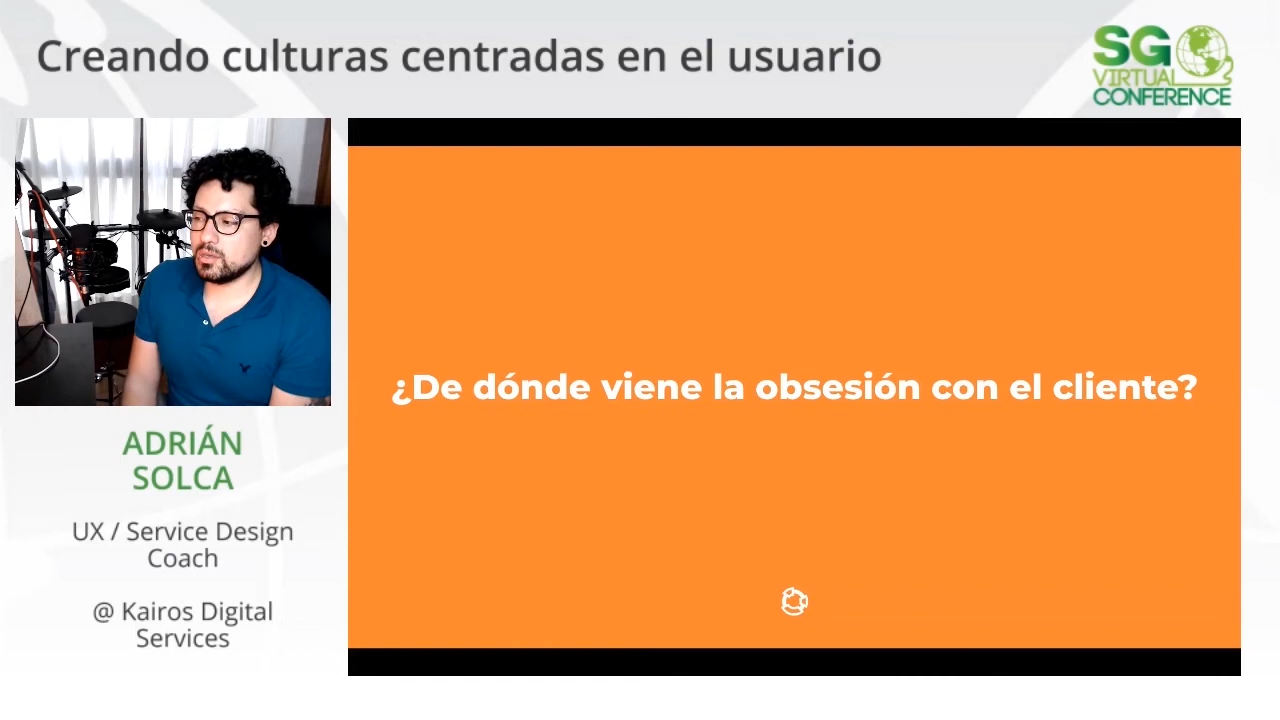 Creando culturas centradas en el usuario
SG
VIRTUAL
CONFERENCE
¿De dónde viene la obsesión con el cliente?
ADRIÁN
SOLCA
UX / Service Design
Coach
@ Kairos Digital
Services